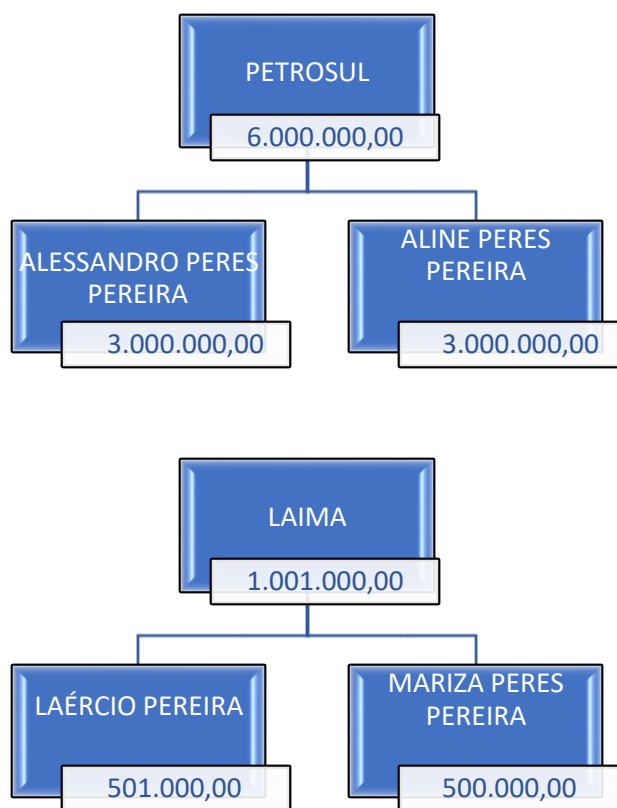 PETROSUL
6.000.000,00
ALESSANDRO PERES
PEREIRA
3.000.000,00
ALINE PERES
PEREIRA
3.000.000,00
LAIMA
1.001.000,00
LAÉRCIO PEREIRA
501.000,00
MARIZA PERES
PEREIRA
500.000,00